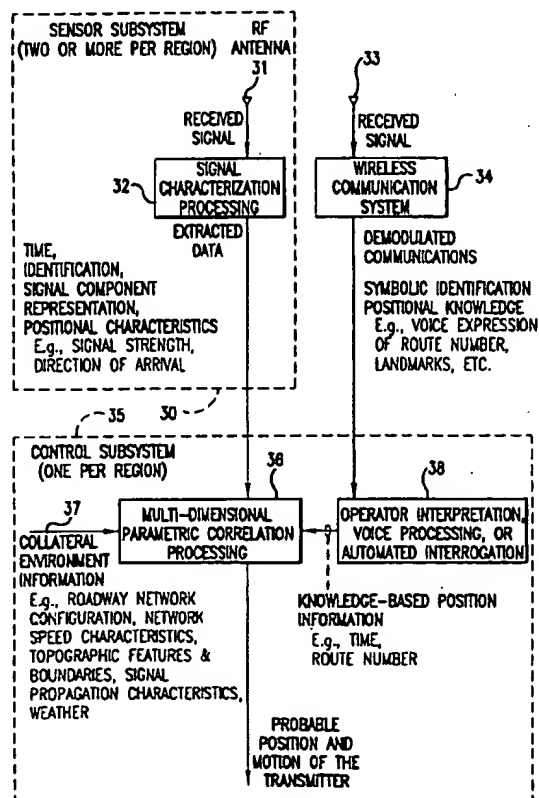 SENSOR SUBSYSTEM
(TWO OR MORE PER REGION)
RF
ANTENNA
31
33
RECEIVED
SIGNAL
RECEIVED
SIGNAL
32
SIGNAL
CHARACTERIZATION
PROCESSING
WIRELESS
COMMUNICATION
SYSTEM
34
EXTRACTED
DATA
DEMODULATED
COMMUNICATIONS
TIME,
IDENTIFICATION,
SIGNAL COMPONENT
REPRESENTATION,
POSITIONAL CHARACTERISTICS
E.g., SIGNAL STRENGTH,
DIRECTION OF ARRIVAL
SYMBOLIC IDENTIFICATION
POSITIONAL KNOWLEDGE
E.g., VOICE EXPRESSION
OF ROUTE NUMBER,
LANDMARKS, ETC.
35
30
CONTROL SUBSYSTEM
(ONE PER REGION)
36
38
37
MULTI-DIMENSIONAL
PARAMETRIC CORRELATION
PROCESSING
OPERATOR INTERPRETATION,
VOICE PROCESSING, OR
AUTOMATED INTERROGATION
COLLATERAL
ENVIRONMENT
INFORMATION
E.g., ROADWAY NETWORK
CONFIGURATION, NETWORK
SPEED CHARACTERISTICS,
TOPOGRAPHIC FEATURES &
BOUNDARIES, SIGNAL
PROPAGATION CHARACTERISTICS,
WEATHER
KNOWLEDGE-BASED POSITION
INFORMATION
E.g., TIME,
ROUTE NUMBER
PROBABLE
POSITION AND
MOTION OF THE
TRANSMITTER